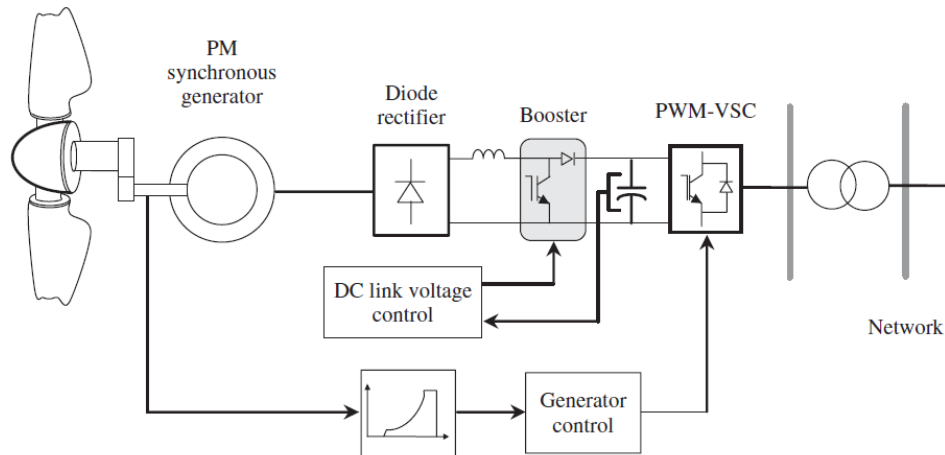 PM
synchronous
generator
Diode
rectifier
Booster
PWM-VSC
DC link voltage
control
Network
Generator
control